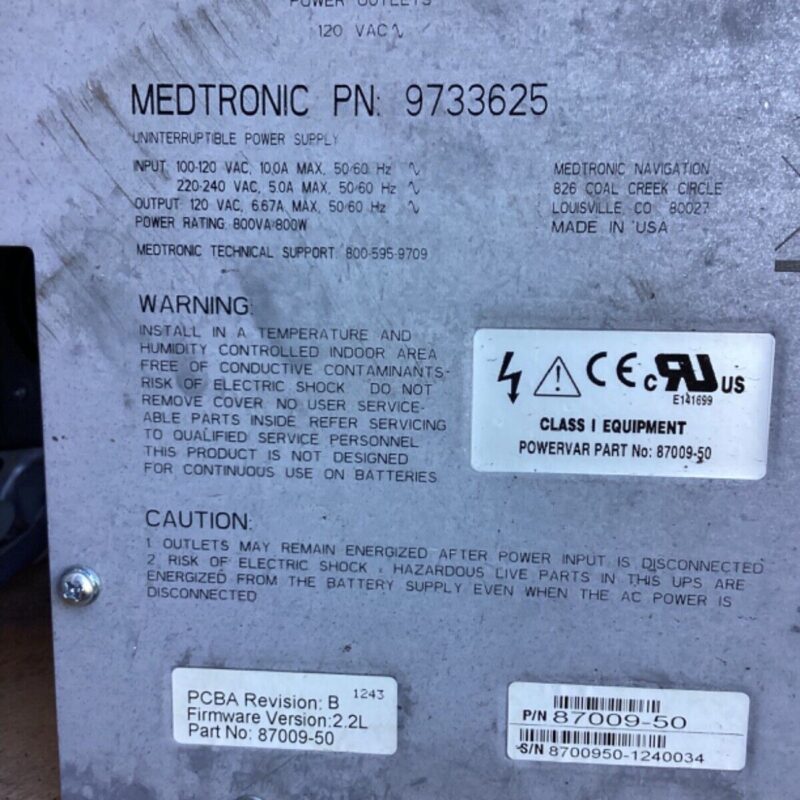 POWER OUTLETS
120 VAC ∿
MEDTRONIC PN: 9733625
UNINTERRUPTIBLE POWER SUPPLY
INPUT: 100-120 VAC, 10.0A MAX, 50/60 Hz ∿
220-240 VAC, 5.0A MAX, 50/60 Hz ∿
OUTPUT: 120 VAC, 6.67A MAX, 50/60 Hz ∿
POWER RATING: 800VA/800W
MEDTRONIC TECHNICAL SUPPORT: 800-595-9709
MEDTRONIC NAVIGATION
826 COAL CREEK CIRCLE
LOUISVILLE, CO 80027
MADE IN USA
WARNING:
INSTALL IN A TEMPERATURE AND
HUMIDITY CONTROLLED INDOOR AREA
FREE OF CONDUCTIVE CONTAMINANTS-
RISK OF ELECTRIC SHOCK DO NOT
REMOVE COVER NO USER SERVICE-
ABLE PARTS INSIDE REFER SERVICING
TO QUALIFIED SERVICE PERSONNEL
THIS PRODUCT IS NOT DESIGNED
FOR CONTINUOUS USE ON BATTERIES
CE c RU US
E141699
CLASS I EQUIPMENT
POWERVAR PART No: 87009-50
CAUTION:
1. OUTLETS MAY REMAIN ENERGIZED AFTER POWER INPUT IS DISCONNECTED
2. RISK OF ELECTRIC SHOCK, HAZARDOUS LIVE PARTS IN THIS UPS ARE
ENERGIZED FROM THE BATTERY SUPPLY EVEN WHEN THE AC POWER IS
DISCONNECTED
PCBA Revision: B 1243
Firmware Version:2.2L
Part No: 87009-50
P/N 87009-50
S/N 8700950-1240034